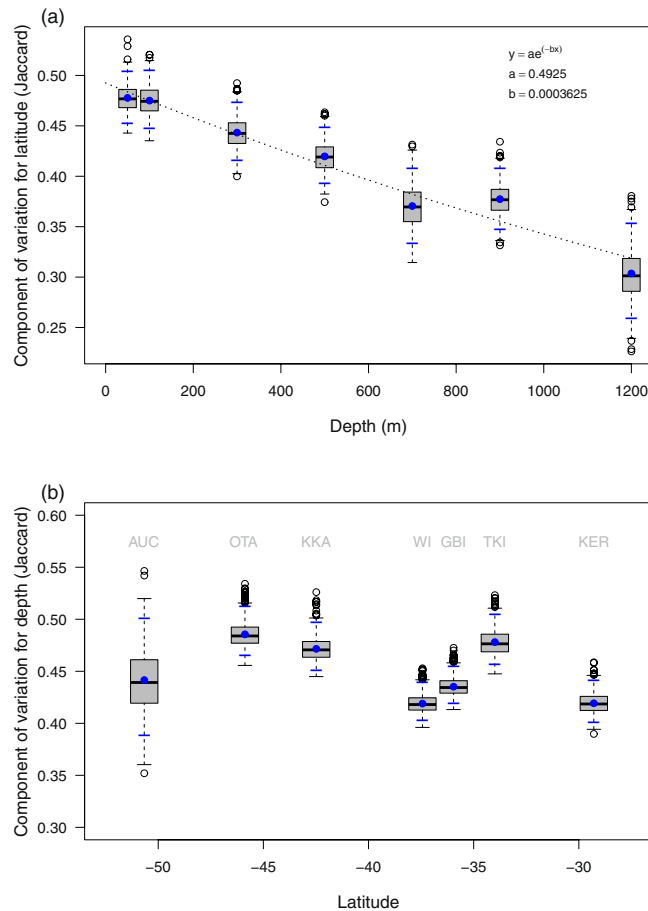 (a)
Component of variation for latitude (Jaccard)
0.50
0.45
0.40
0.35
0.30
0.25
y = ae(−bx)
a = 0.4925
b = 0.0003625
0 200 400 600 800 1000 1200
Depth (m)
(b)
Component of variation for depth (Jaccard)
0.60
0.55
0.50
0.45
0.40
0.35
0.30
AUC OTA KKA WI GBI TKI KER
−50 −45 −40 −35 −30
Latitude